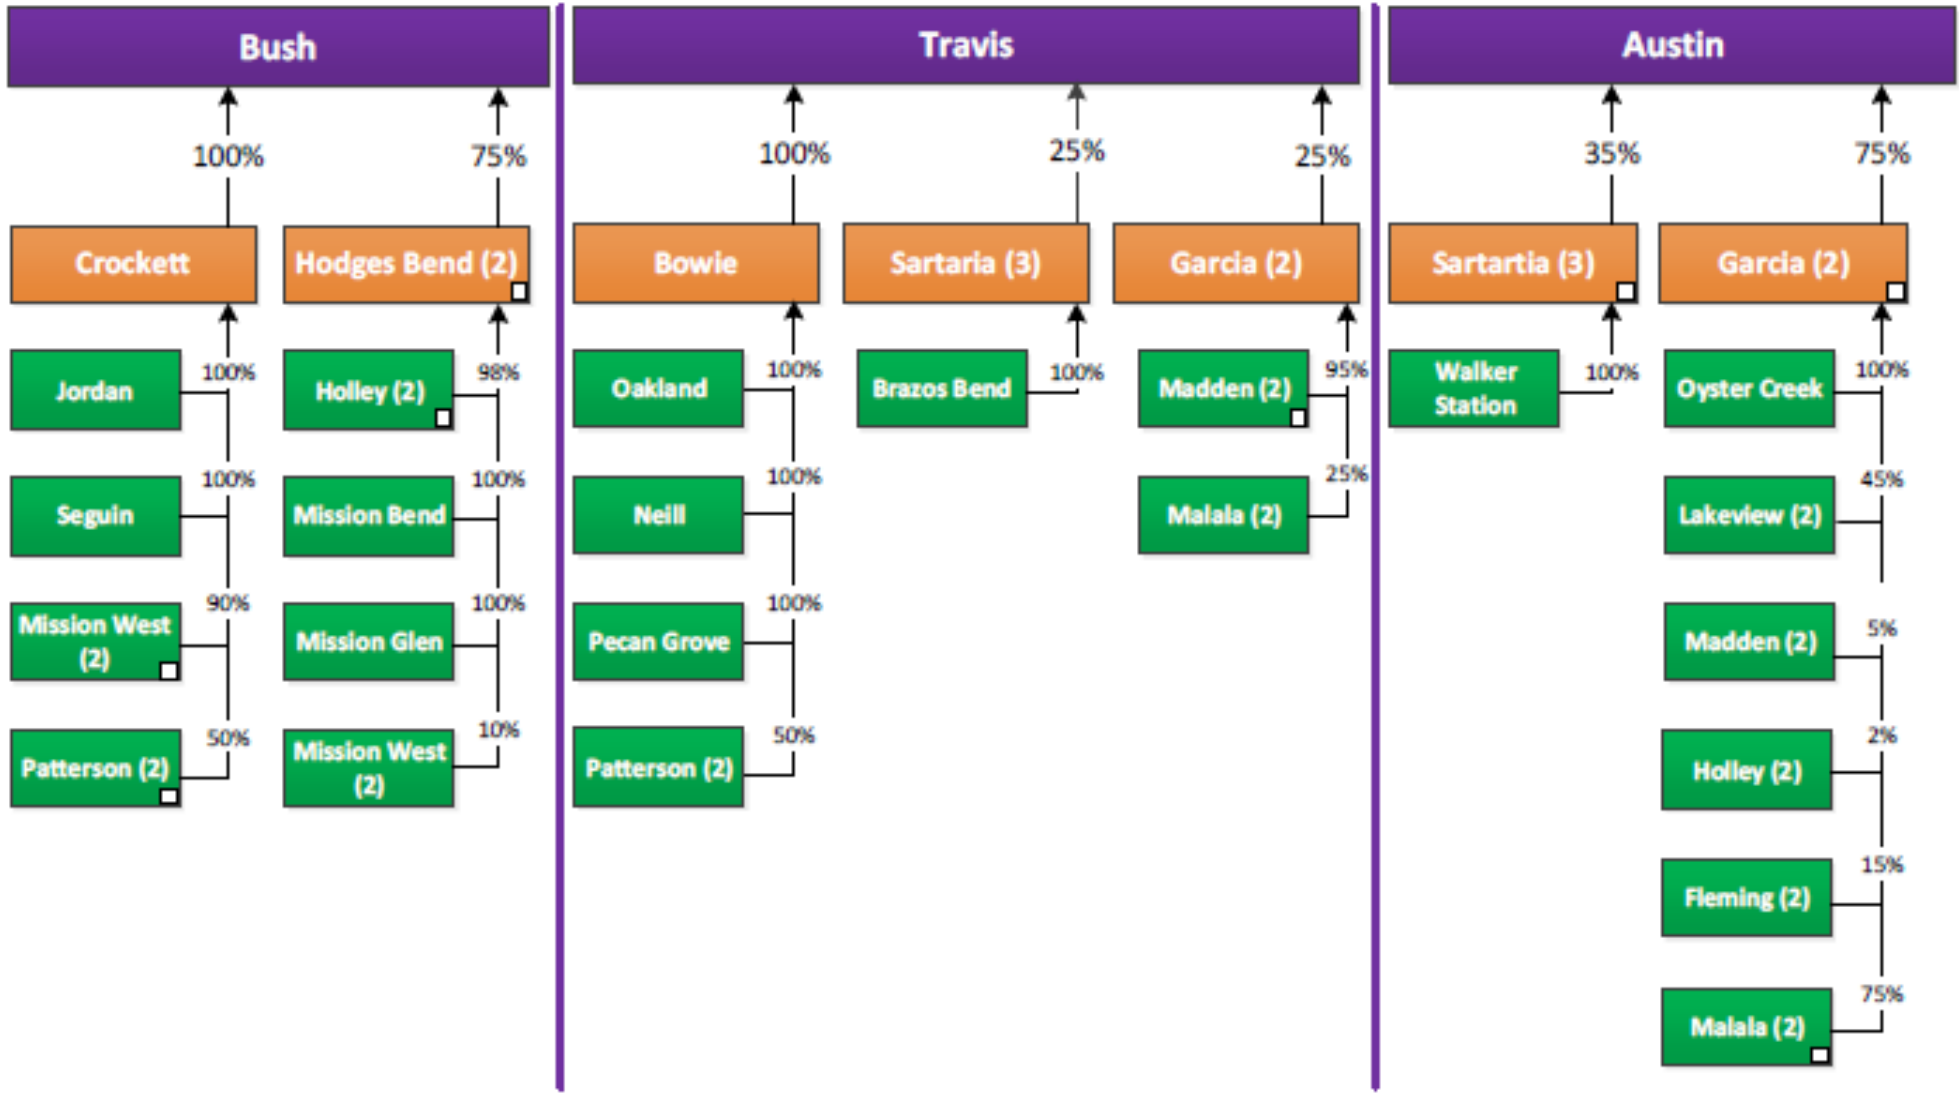 Bush
Travis
Austin
100%
75%
100%
25%
25%
35%
75%
Crockett
Hodges Bend (2)
Bowie
Sartaria (3)
Garcia (2)
Sartartia (3)
Garcia (2)
Jordan
100%
Holley (2)
98%
Oakland
100%
Brazos Bend
100%
Madden (2)
95%
Walker
Station
100%
Oyster Creek
100%
Seguin
100%
Mission Bend
100%
Neill
100%
Malala (2)
25%
Lakeview (2)
45%
Mission West
(2)
90%
Mission Glen
100%
Pecan Grove
100%
Madden (2)
5%
Patterson (2)
50%
Mission West
(2)
10%
Patterson (2)
50%
Holley (2)
2%
Fleming (2)
15%
Malala (2)
75%